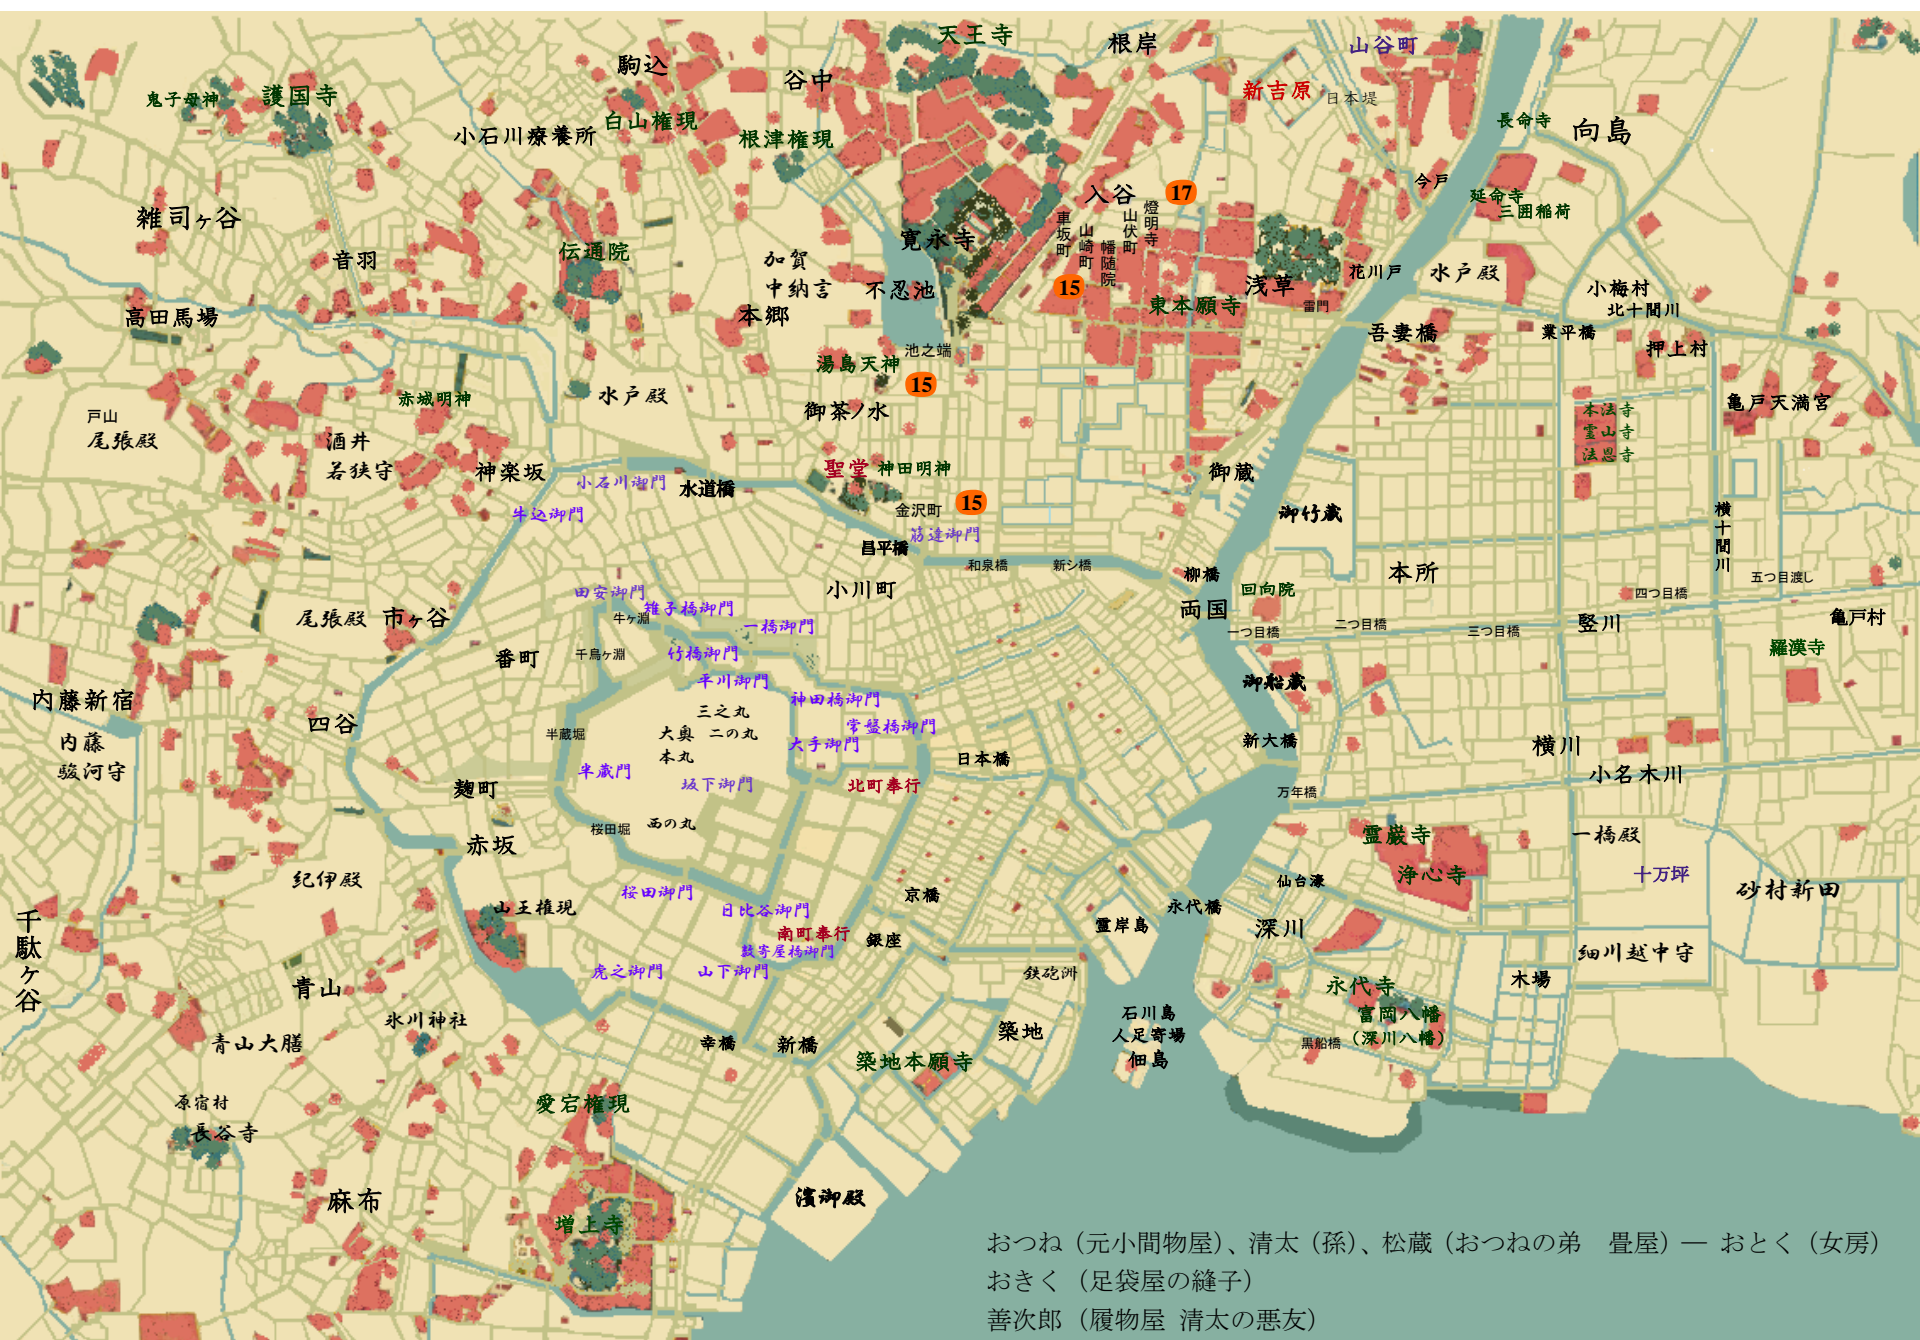 天王寺
根岸
山谷町
駒込
谷中
新吉原
日本堤
鬼子母神
護国寺
小石川療養所
白山権現
根津権現
長命寺
向島
入谷
17
今戸
延命寺
三囲稲荷
雑司ヶ谷
音羽
伝通院
加賀
中納言
本郷
寛永寺
不忍池
車坂町
山崎町
幡随院
山伏町
燈明寺
15
東本願寺
浅草
雷門
花川戸
水戸殿
小梅村
北十間川
業平橋
押上村
吾妻橋
高田馬場
池之端
湯島天神
15
御茶ノ水
水戸殿
赤城明神
戸山
尾張殿
酒井
若狭守
神楽坂
本法寺
霊山寺
法恩寺
亀戸天満宮
聖堂
神田明神
小石川御門
水道橋
牛込御門
金沢町
15
筋違御門
昌平橋
和泉橋
新シ橋
御蔵
御竹蔵
柳橋
両国
回向院
本所
横十間川
五つ目渡し
四つ目橋
亀戸村
竪川
一つ目橋
二つ目橋
三つ目橋
羅漢寺
小川町
田安御門
雉子橋御門
牛ヶ淵
一橋御門
尾張殿
市ヶ谷
番町
千鳥ヶ淵
竹橋御門
平川御門
神田橋御門
御船蔵
内藤新宿
内藤
駿河守
四谷
三之丸
大奥
二の丸
本丸
常盤橋御門
大手御門
半蔵堀
半蔵門
坂下御門
北町奉行
日本橋
新大橋
横川
小名木川
万年橋
麹町
赤坂
桜田堀
西の丸
霊巌寺
浄心寺
一橋殿
十万坪
砂村新田
紀伊殿
山王権現
桜田御門
日比谷御門
南町奉行
数寄屋橋御門
銀座
京橋
仙台濠
永代橋
霊岸島
深川
細川越中守
木場
千駄ヶ谷
青山
虎之御門
山下御門
鉄砲洲
永代寺
富岡八幡
(深川八幡)
黒船橋
石川島
人足寄場
佃島
築地
氷川神社
青山大膳
幸橋
新橋
築地本願寺
愛宕権現
原宿村
長谷寺
麻布
増上寺
濱御殿
おつね（元小間物屋）、清太（孫）、松蔵（おつねの弟　畳屋）― おとく（女房）
おきく（足袋屋の縫子）
善次郎（履物屋 清太の悪友）